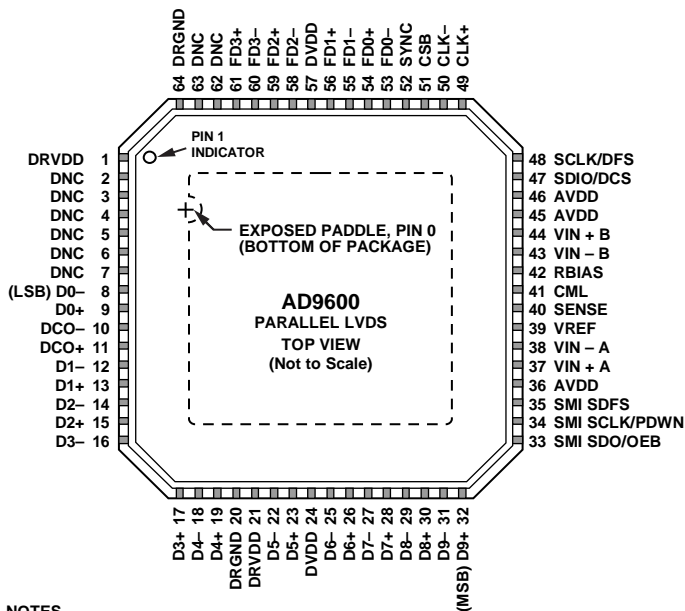 64 DRGND
63 DNC
62 DNC
61 FD3+
60 FD3–
59 FD2+
58 FD2–
57 DVDD
56 FD1+
55 FD1–
54 FD0+
53 FD0–
52 SYNC
51 CSB
50 CLK–
49 CLK+
PIN 1
INDICATOR
DRVDD 1
DNC 2
DNC 3
DNC 4
DNC 5
DNC 6
DNC 7
(LSB) D0– 8
D0+ 9
DCO– 10
DCO+ 11
D1– 12
D1+ 13
D2– 14
D2+ 15
D3– 16
EXPOSED PADDLE, PIN 0
(BOTTOM OF PACKAGE)
AD9600
PARALLEL LVDS
TOP VIEW
(Not to Scale)
48 SCLK/DFS
47 SDIO/DCS
46 AVDD
45 AVDD
44 VIN + B
43 VIN – B
42 RBIAS
41 CML
40 SENSE
39 VREF
38 VIN – A
37 VIN + A
36 AVDD
35 SMI SDFS
34 SMI SCLK/PDWN
33 SMI SDO/OEB
D3+ 17
D4– 18
D4+ 19
DRGND 20
DRVDD 21
D5– 22
D5+ 23
DVDD 24
D6– 25
D6+ 26
D7– 27
D7+ 28
D8– 29
D8+ 30
D9– 31
(MSB) D9+ 32
NOTES